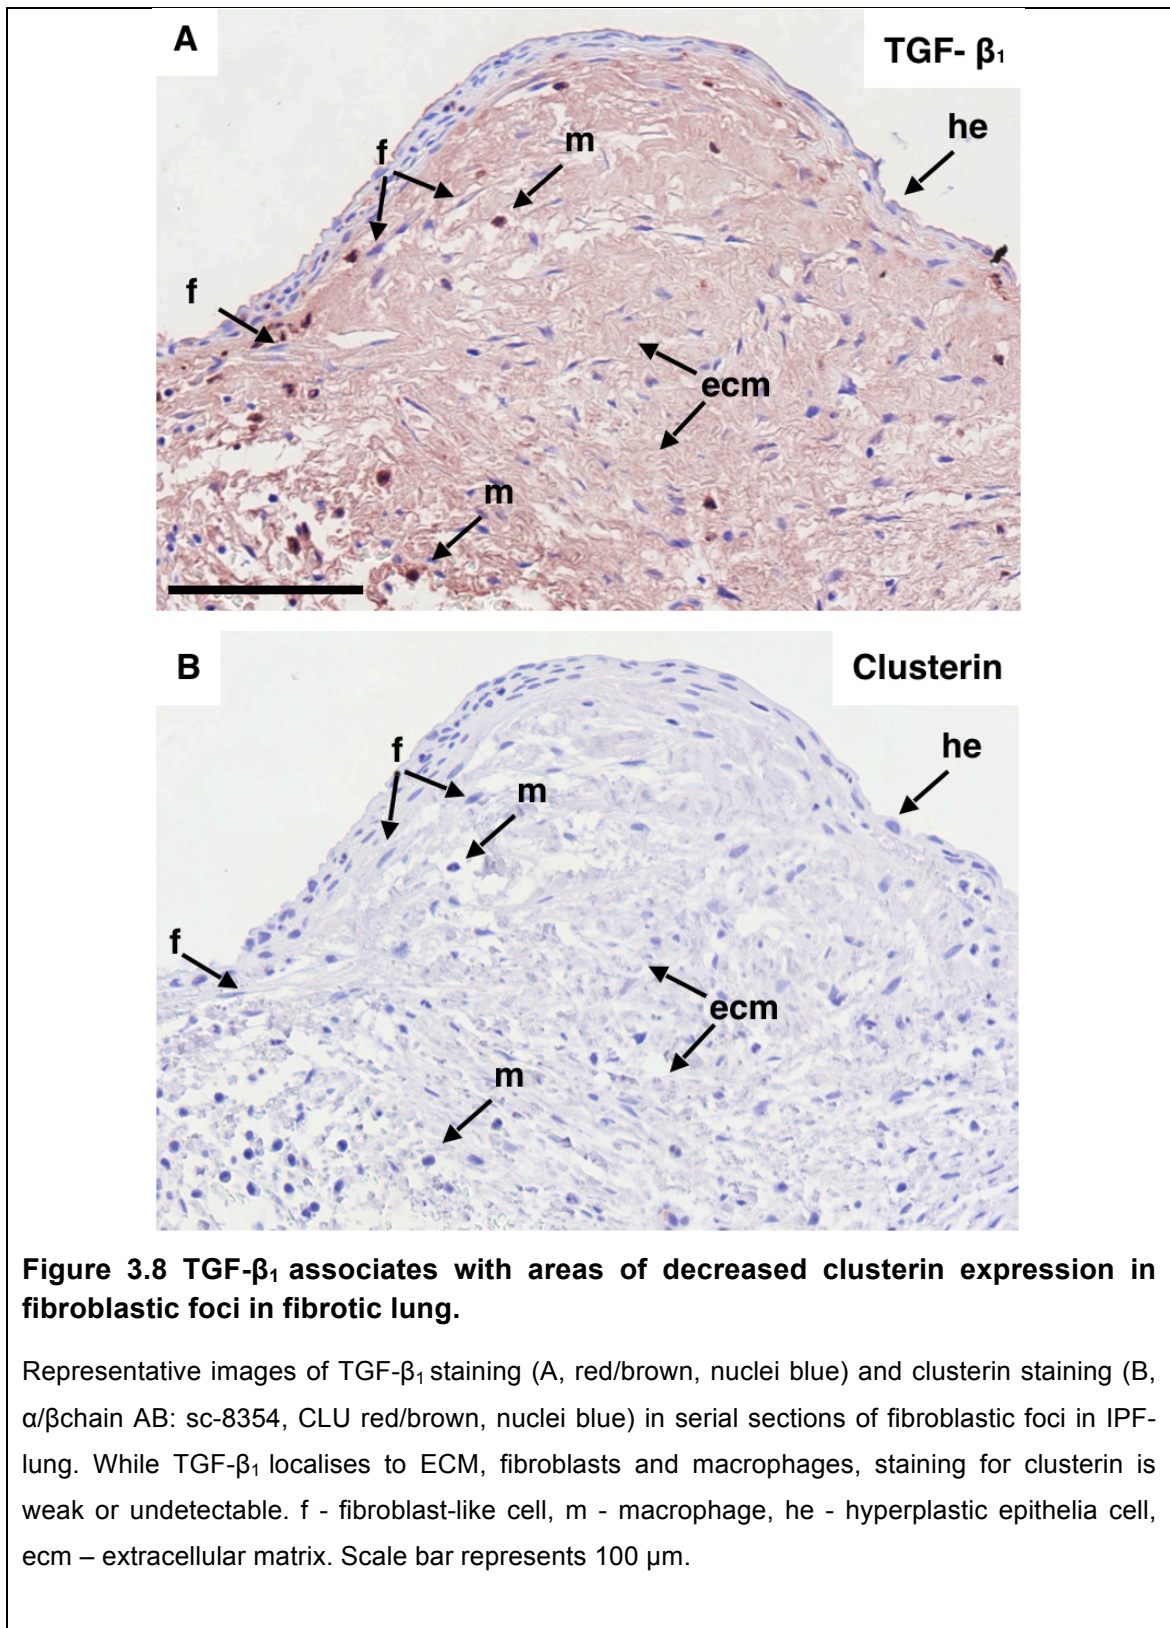 A
TGF- β₁
he
m
f
f
ecm
m
B
Clusterin
he
f
m
f
ecm
m
Figure 3.8 TGF-β₁ associates with areas of decreased clusterin expression in
fibroblastic foci in fibrotic lung.
Representative images of TGF-β₁ staining (A, red/brown, nuclei blue) and clusterin staining (B,
α/βchain AB: sc-8354, CLU red/brown, nuclei blue) in serial sections of fibroblastic foci in IPF-
lung. While TGF-β₁ localises to ECM, fibroblasts and macrophages, staining for clusterin is
weak or undetectable. f - fibroblast-like cell, m - macrophage, he - hyperplastic epithelia cell,
ecm – extracellular matrix. Scale bar represents 100 µm.